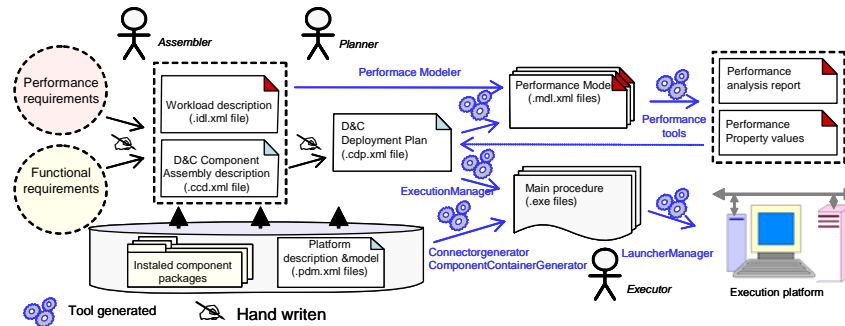 Assembler
Planner
Performance
requirements
Functional
requirements
Workload description
(.idl.xml file)
D&C Component
Assembly description
(.ccd.xml file)
Performace Modeler
D&C
Deployment Plan
(.cdp.xml file)
Performance Model
(.mdl.xml files)
Performance
tools
Performance
analysis report
Performance
Property values
ExecutionManager
Main procedure
(.exe files)
Instaled component
packages
Platform
description &model
(.pdm.xml files)
Connectorgenerator
ComponentContainerGenerator
LauncherManager
Executor
Execution platform
Tool generated
Hand writen